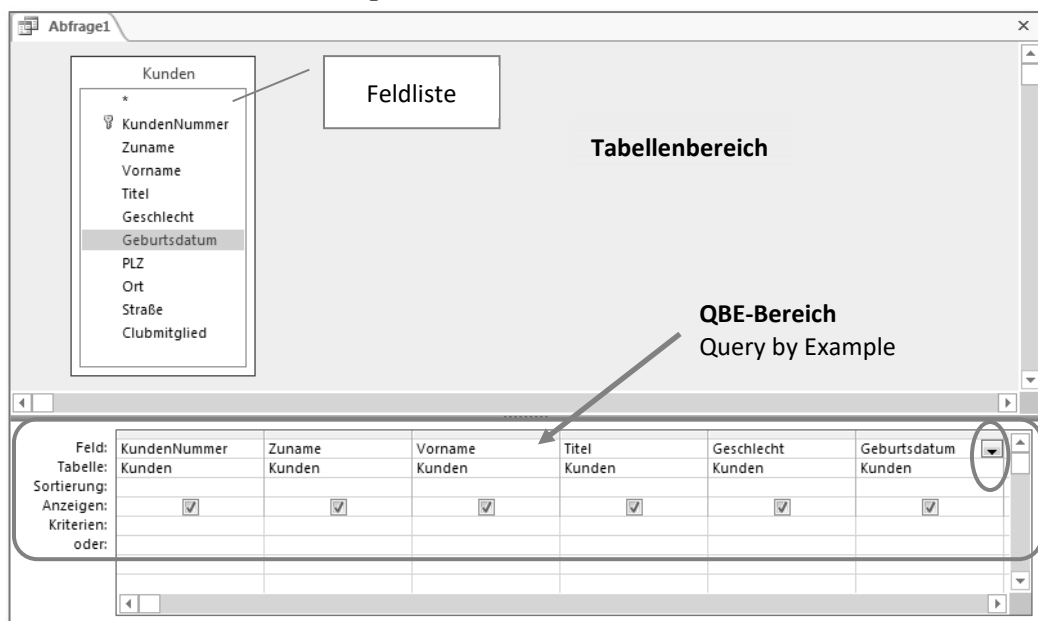 Abfrage1
Kunden
*
KundenNummer
Zuname
Vorname
Titel
Geschlecht
Geburtsdatum
PLZ
Ort
Straße
Clubmitglied
Feldliste
Tabellenbereich
QBE-Bereich
Query by Example
Feld: KundenNummer Zuname Vorname Titel Geschlecht Geburtsdatum
Tabelle: Kunden Kunden Kunden Kunden Kunden Kunden
Sortierung:
Anzeigen:
Kriterien:
oder: